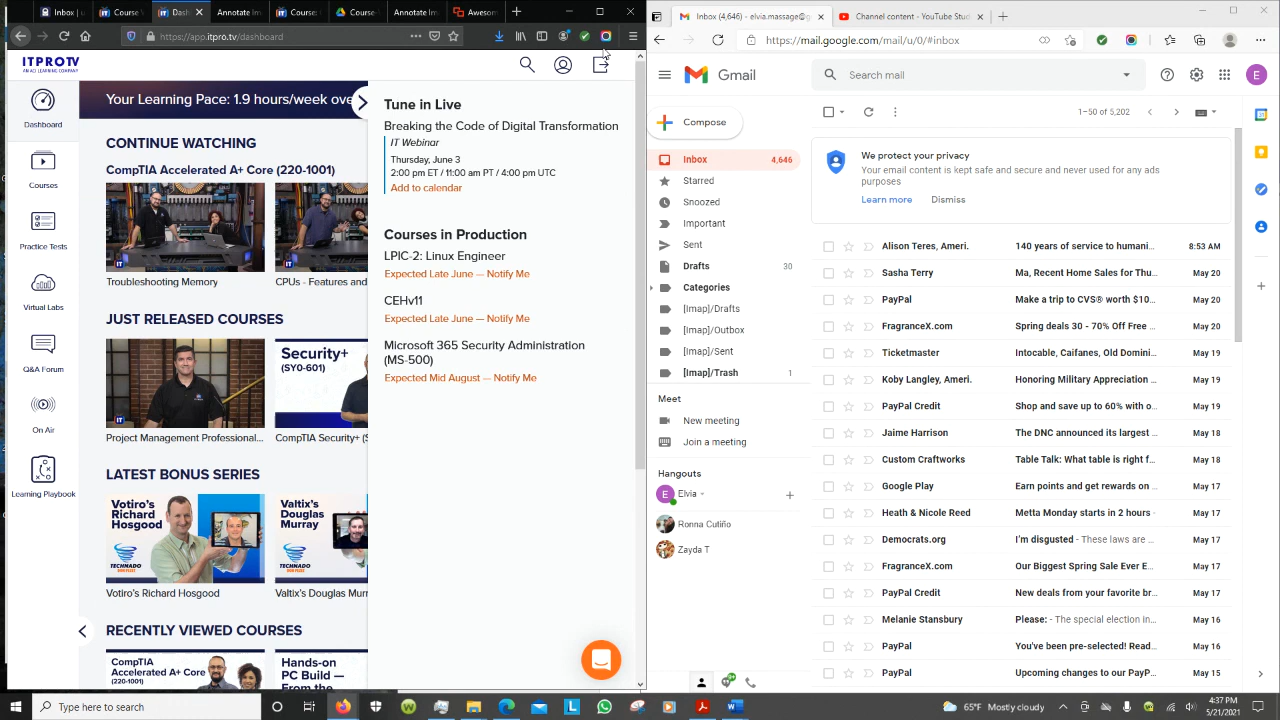 Inbox (
Course:
Dash
Annotate Im
Course:
Google
Course
Annotate Im
Awesom
https://app.itpro.tv/dashboard
ITPROTV
AN ACI LEARNING COMPANY
Dashboard
Courses
Practice Tests
Virtual Labs
Q&A Forum
On Air
Learning Playbook
Your Learning Pace: 1.9 hours/week ove
CONTINUE WATCHING
CompTIA Accelerated A+ Core (220-1001)
Troubleshooting Memory
CPUs - Features and
JUST RELEASED COURSES
Security+
(SY0-601)
Project Management Professional...
CompTIA Security+ (S
LATEST BONUS SERIES
Votiro's
Richard
Hosgood
TECHNADO
Valtix's
Douglas
Murray
TECHNADO
Votiro's Richard Hosgood
Valtix's Douglas Murr
RECENTLY VIEWED COURSES
CompTIA
Accelerated A+ Core
(220-1001)
Hands-on
PC Build —
From the
Tune in Live
Breaking the Code of Digital Transformation
IT Webinar
Thursday, June 3
2:00 pm ET / 11:00 am PT / 4:00 pm UTC
Add to calendar
Courses in Production
LPIC-2: Linux Engineer
Expected Late June — Notify Me
CEHv11
Expected Late June — Notify Me
Microsoft 365 Security Administration
(MS-500)
Expected Mid August — Notify Me
Inbox (4,646) - elvia.massage@g
Channel content - YouTube Stud
https://mail.google.com/mail/u/0/#inbox
Gmail
Search mail
E
Compose
1–50 of 5,202
Inbox 4,646
Starred
Snoozed
Important
Sent
Drafts 30
Categories
[Imap]/Drafts
[Imap]/Outbox
[Imap]/Sent
[Imap]/Trash 1
Meet
New meeting
Join a meeting
Hangouts
E Elvia
Ronna Cutiño
Zayda T
We protect your privacy
Your email content is kept safe and secure and never used for any ads
purposes
Learn more Dismiss
Alison Teres, Ameri. 140 years of service to humani... 8:53 AM
Sasha Terry Ma, Recent Home Sales for Thu... May 20
PayPal Make a trip to CVS® worth $10... May 20
FragranceX.com Spring deals 30 - 70% Off Free ... May 20
Ticketmaster Intocable, Caifanes, Old Domini... May 19
Koby Langley, Ameri. Honoring Military Appreciation ... May 19
PayPal Credit Shop and save up to 60% with o... May 19
Jaime Harrison The DNC announced its largest ... May 18
Custom Craftworks Table Talk: What table is right f... May 18
Google Play Earn points and get rewards on ... May 17
Heath & Nicole Reed Metta Monday starts in 2 hours - May 17
Democrats.org I'm disgusted - These laws are ... May 17
FragranceX.com Our Biggest Spring Sale Ever E... May 17
PayPal Credit New deals from your favorite br... May 17
Melanie Stansbury Please: - The special election in... May 16
PayPal You've been pre-selected! Read... May 16
PayPal Upcoming changes to our PayP... May 15
Type here to search
65°F Mostly cloudy
4:37 PM
5/21/2021